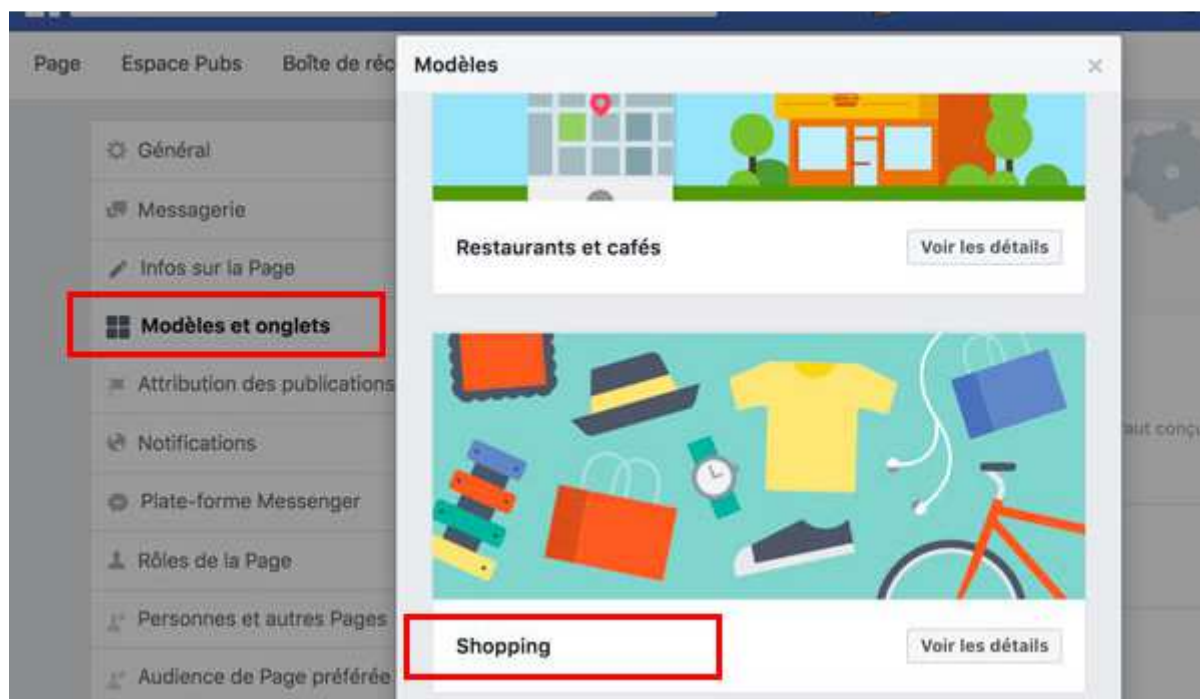 Page Espace Pubs Boîte de réc
Modèles
Général
Messagerie
Infos sur la Page
Modèles et onglets
Attribution des publications
Notifications
Plate-forme Messenger
Rôles de la Page
Personnes et autres Pages
Audience de Page préférée
Restaurants et cafés
Voir les détails
Shopping
Voir les détails
aut conçu